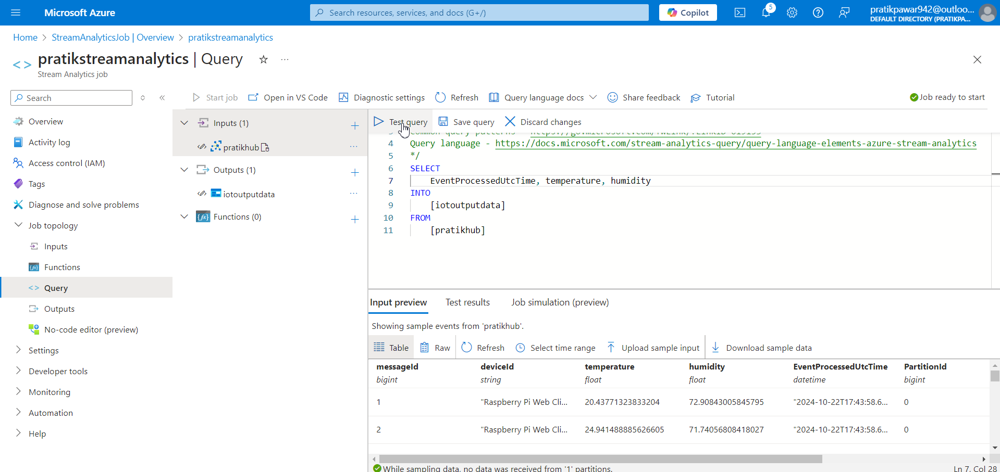 Microsoft Azure
Search resources, services, and docs (G+/)
Copilot
5
pratikpawar942@outloo...
DEFAULT DIRECTORY (PRATIKPA...
Home > StreamAnalyticsJob | Overview > pratikstreamanalytics
pratikstreamanalytics | Query
Stream Analytics job
Search
Start job
Open in VS Code
Diagnostic settings
Refresh
Query language docs
Share feedback
Tutorial
Job ready to start
Overview
Activity log
Access control (IAM)
Tags
Diagnose and solve problems
Job topology
Inputs
Functions
Query
Outputs
No-code editor (preview)
Settings
Developer tools
Monitoring
Automation
Help
Inputs (1)
pratikhub
Outputs (1)
iotoutputdata
Functions (0)
Test query
Save query
Discard changes
4 Query language - https://docs.microsoft.com/stream-analytics-query/query-language-elements-azure-stream-analytics
5 */
6 SELECT
7 EventProcessedUtcTime, temperature, humidity
8 INTO
9 [iotoutputdata]
10 FROM
11 [pratikhub]
Input preview
Test results
Job simulation (preview)
Showing sample events from 'pratikhub'.
Table
Raw
Refresh
Select time range
Upload sample input
Download sample data
messageId deviceId temperature humidity EventProcessedUtcTime PartitionId
bigint string float float datetime bigint
1 "Raspberry Pi Web Cli... 20.43771323833204 72.90843005845795 "2024-10-22T17:43:58.6... 0
2 "Raspberry Pi Web Cli... 24.941488885626605 71.74056808418027 "2024-10-22T17:43:58.6... 0
While sampling data, no data was received from '1' partitions.
Ln 7, Col 28